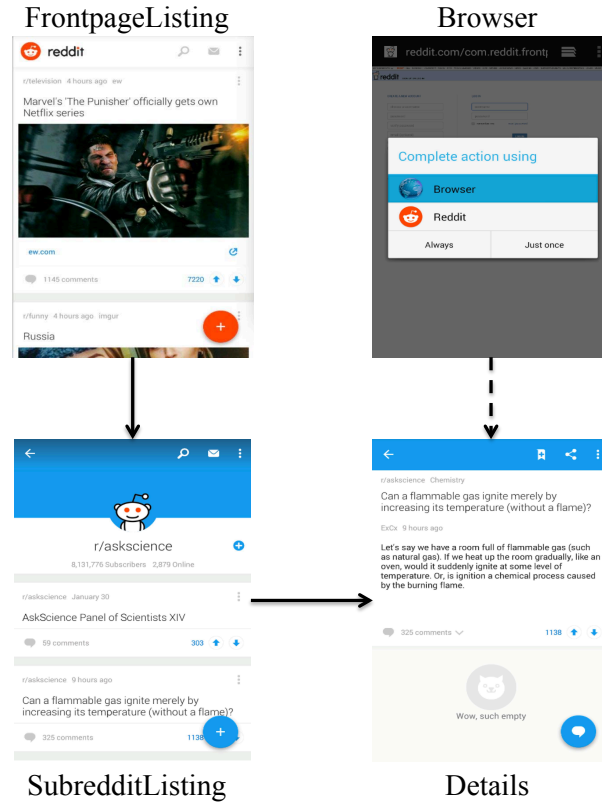 FrontpageListing
reddit
r/television 4 hours ago ew
Marvel's 'The Punisher' officially gets own
Netflix series
ew.com
1145 comments
7220
r/funny 4 hours ago imgur
Russia
+
Browser
reddit.com/com.reddit.frontp
reddit
Complete action using
Browser
Reddit
Always
Just once
r/askscience
8,131,776 Subscribers 2,879 Online
r/askscience January 30
AskScience Panel of Scientists XIV
59 comments
303
r/askscience 9 hours ago
Can a flammable gas ignite merely by
increasing its temperature (without a flame)?
325 comments
1138
+
SubredditListing
r/askscience Chemistry
Can a flammable gas ignite merely by
increasing its temperature (without a flame)?
ExCx 9 hours ago
Let's say we have a room full of flammable gas (such
as natural gas). If we heat up the room gradually, like an
oven, would it suddenly ignite at some level of
temperature. Or, is ignition a chemical process caused
by the burning flame.
325 comments
1138
Wow, such empty
Details